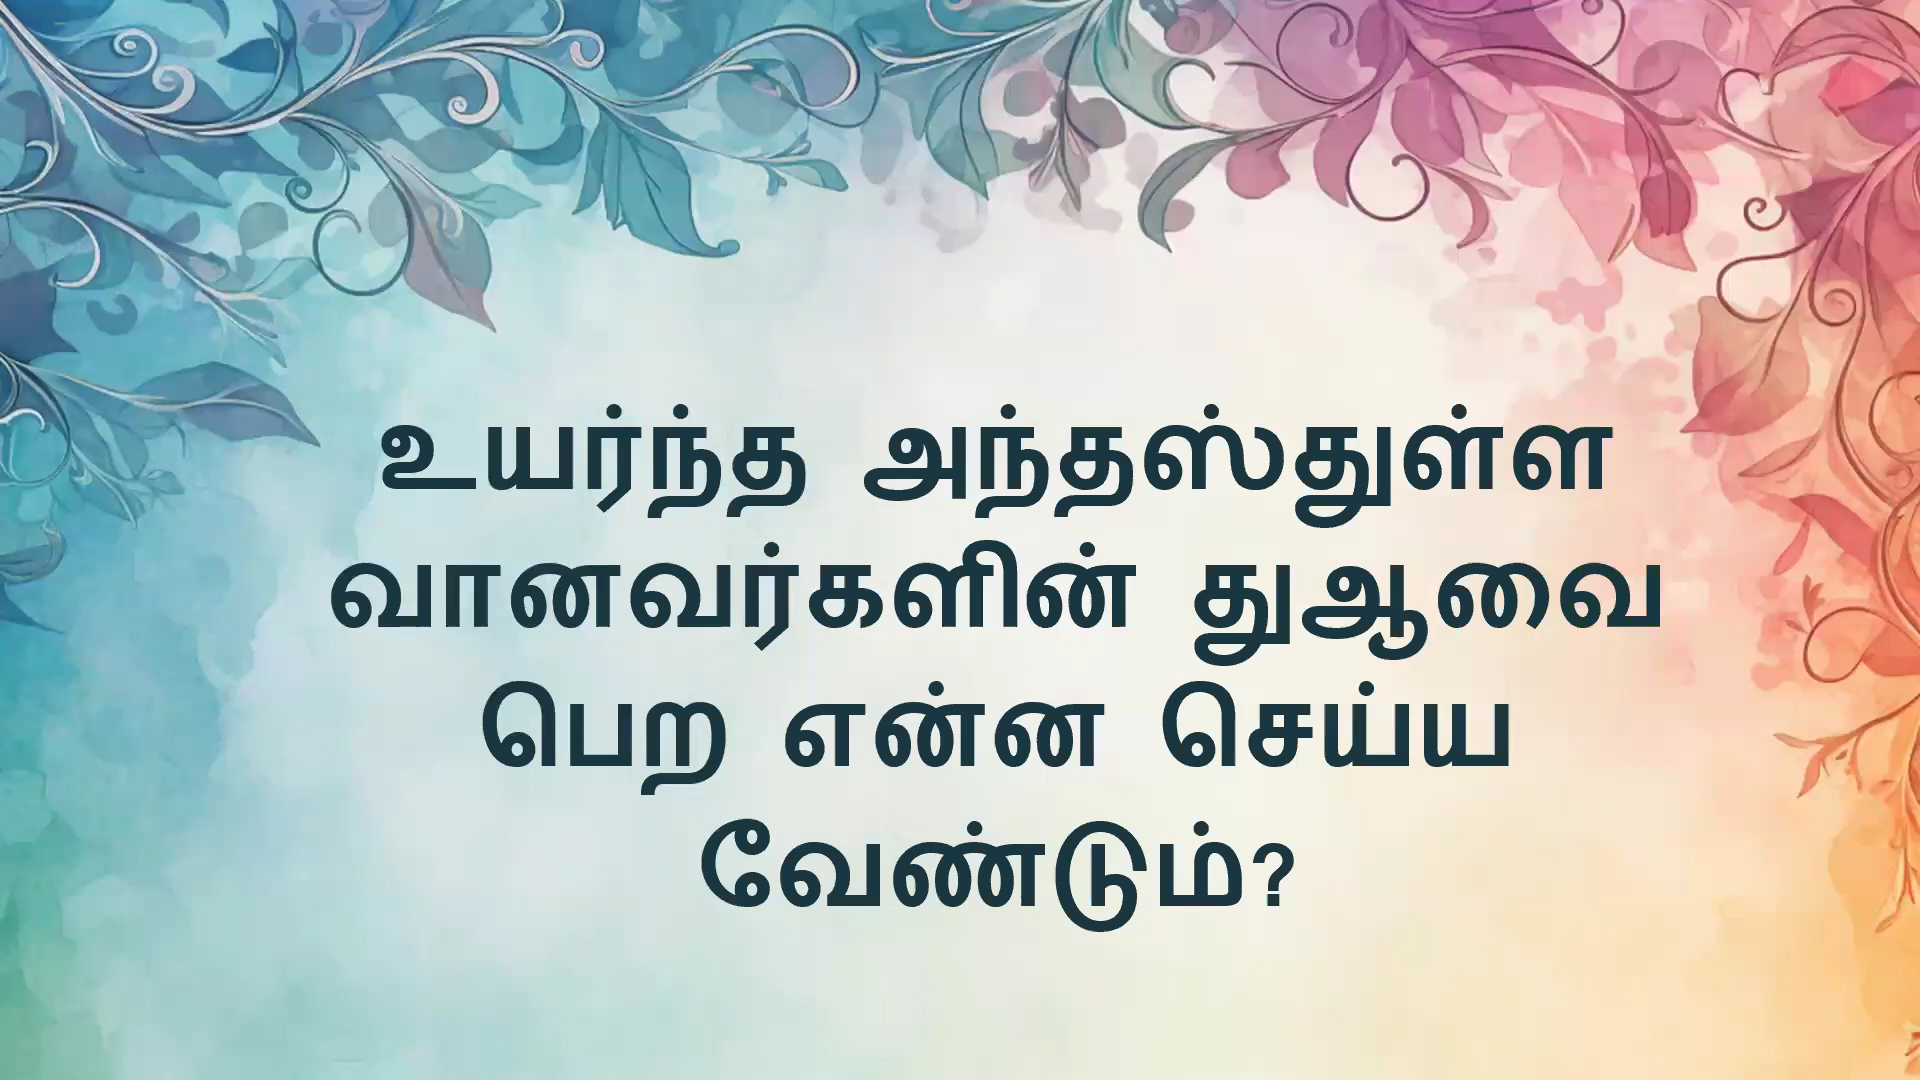 உயர்ந்த அந்தஸ்துள்ள
வானவர்களின் துஆவை
பெற என்ன செய்ய
வேண்டும்?